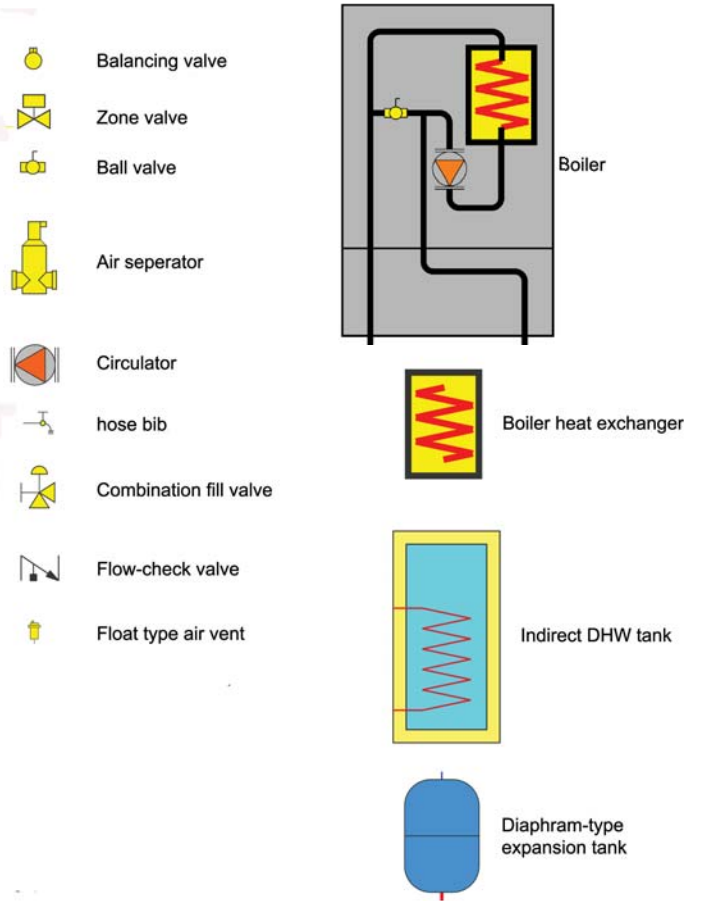 Balancing valve
Zone valve
Ball valve
Air seperator
Circulator
hose bib
Combination fill valve
Flow-check valve
Float type air vent
Boiler
Boiler heat exchanger
Indirect DHW tank
Diaphram-type
expansion tank